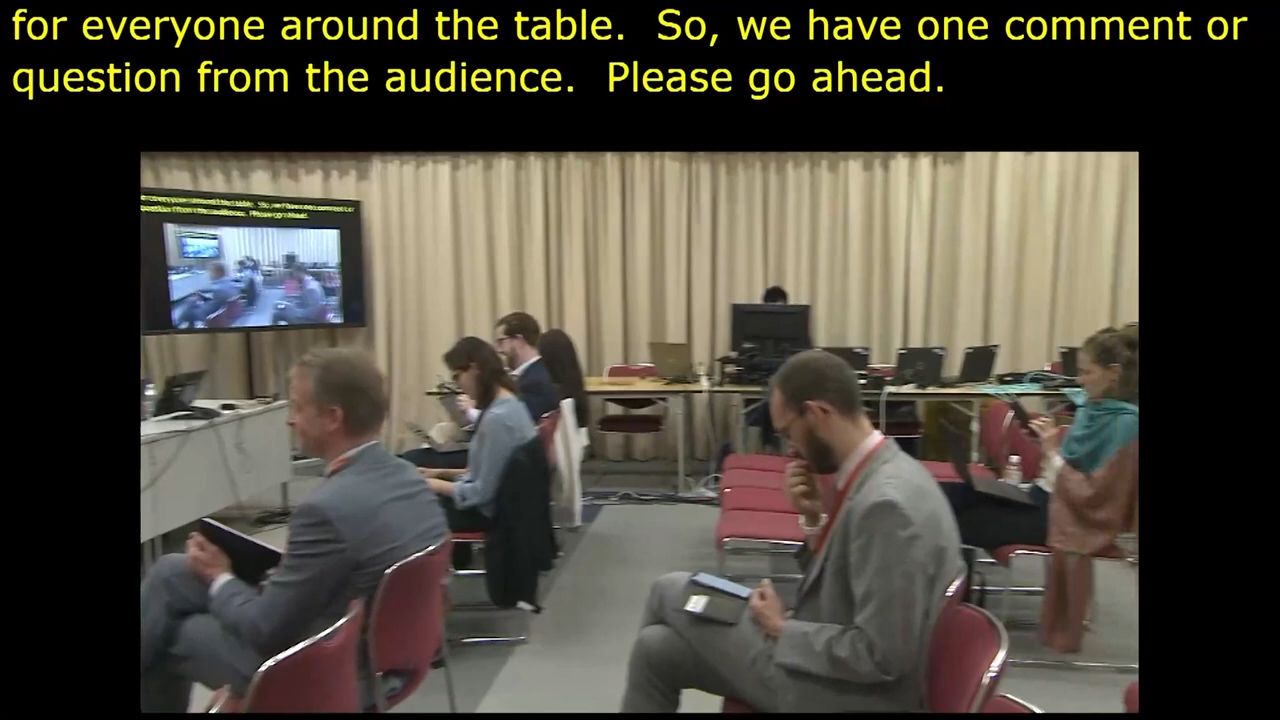 for everyone around the table.  So, we have one comment or
question from the audience.  Please go ahead.